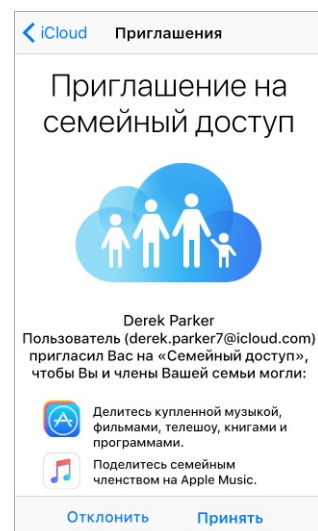 iCloud Приглашения
Приглашение на
семейный доступ
Derek Parker
Пользователь (derek.parker7@icloud.com)
пригласил Вас на «Семейный доступ»,
чтобы Вы и члены Вашей семьи могли:
Делитесь купленной музыкой,
фильмами, телешоу, книгами и
программами.
Поделитесь семейным
членством на Apple Music.
Отклонить Принять